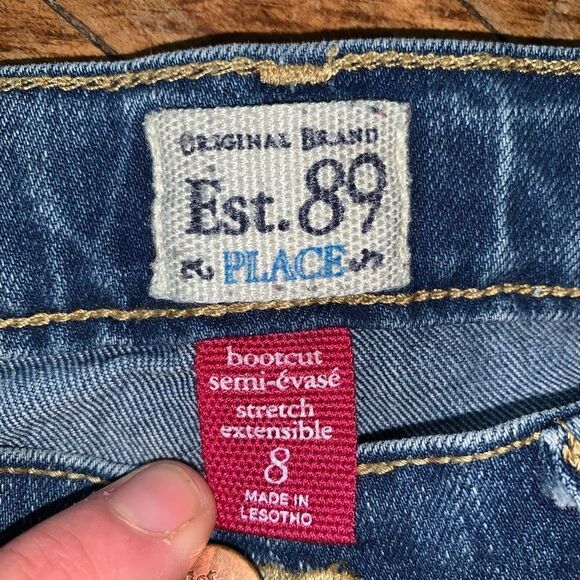 ORIGINAL BRAND
Est. 89
PLACE
bootcut
semi-évasé
stretch
extensible
8
MADE IN
LESOTHO